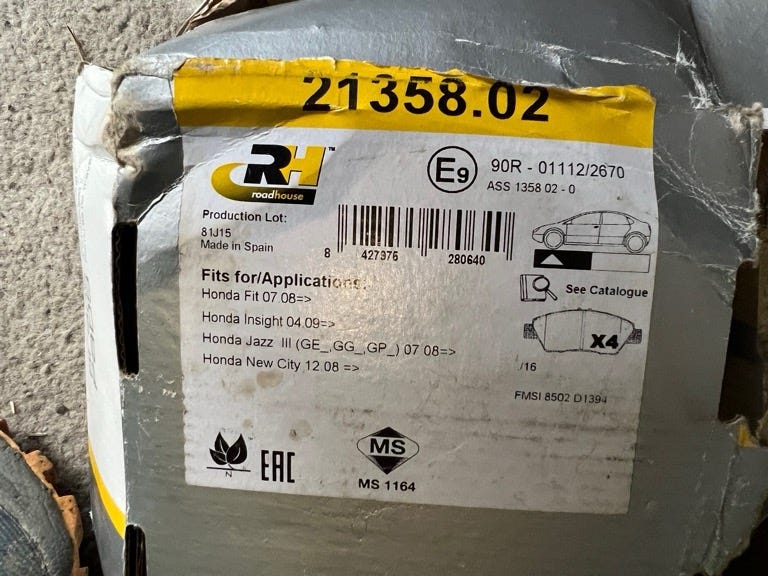 21358.02
RH™
roadhouse
E9
90R - 01112/2670
ASS 1358 02 - 0
Production Lot:
81J15
Made in Spain
8 427376 280640
See Catalogue
Fits for/Applications:
Honda Fit 07 08=>
Honda Insight 04.09=>
Honda Jazz III (GE_,GG_,GP_) 07 08=>
Honda New City 12.08 =>
X4
/16
FMSI 8502 D1394
N
EAC
MS
MS 1164